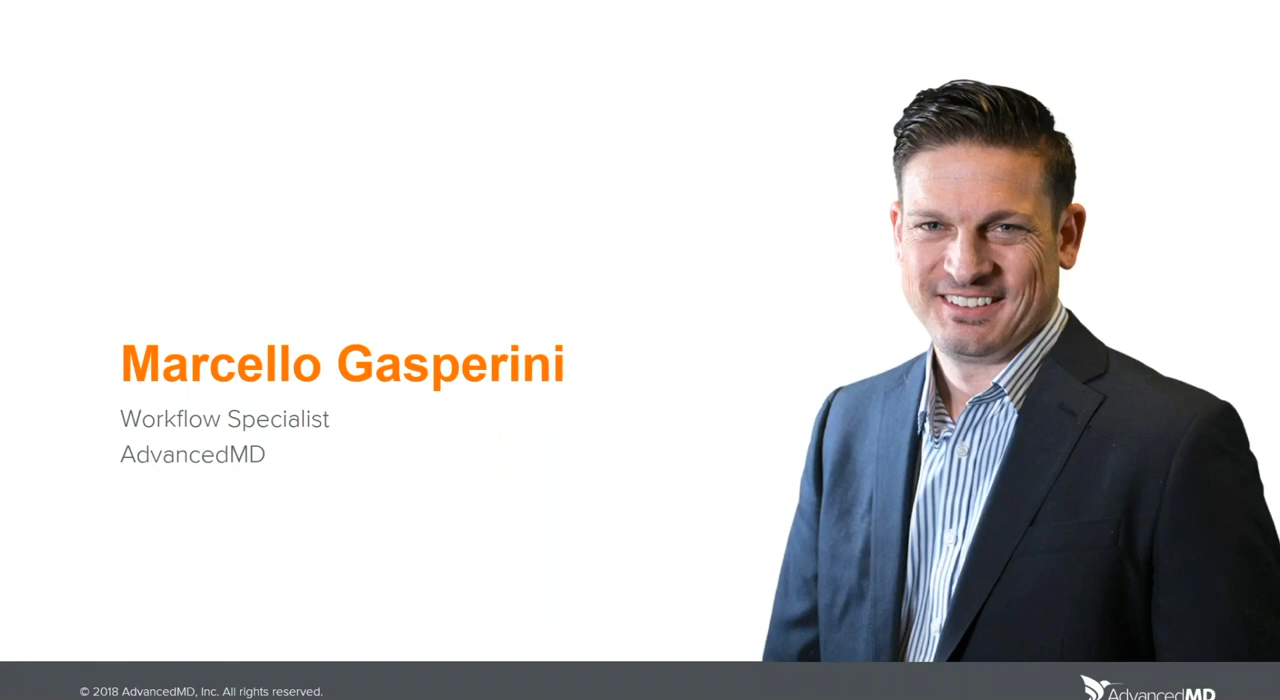 Marcello Gasperini
Workflow Specialist
AdvancedMD
© 2018 AdvancedMD, Inc. All rights reserved.
AdvancedMD